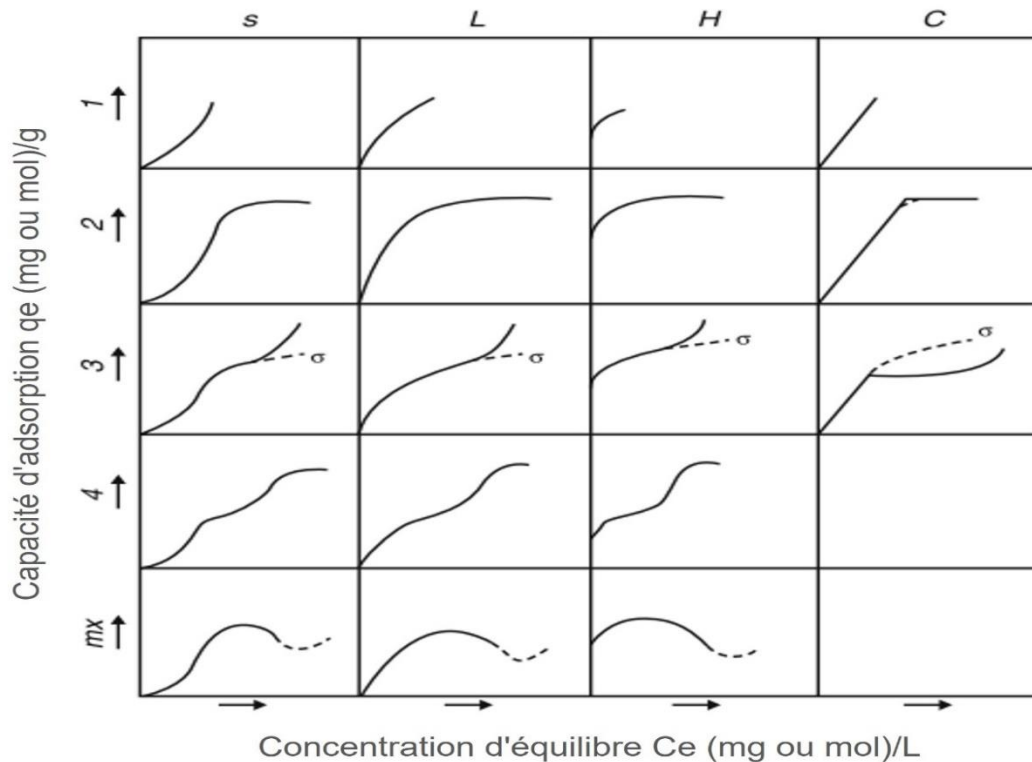 s L H C
Capacité d'adsorption qe (mg ou mol)/g
1
2
3
σ σ σ σ
4
mx
Concentration d'équilibre Ce (mg ou mol)/L